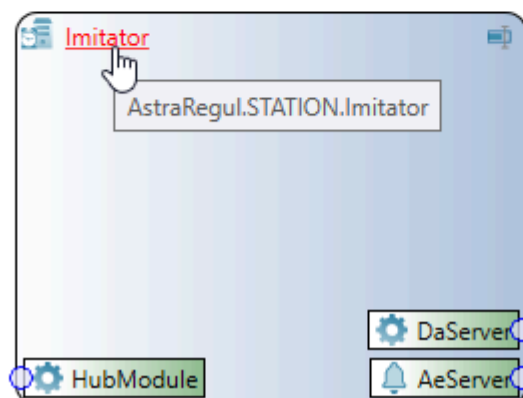 Imitator
AstraRegul.STATION.Imitator
DaServer
HubModule
AeServer